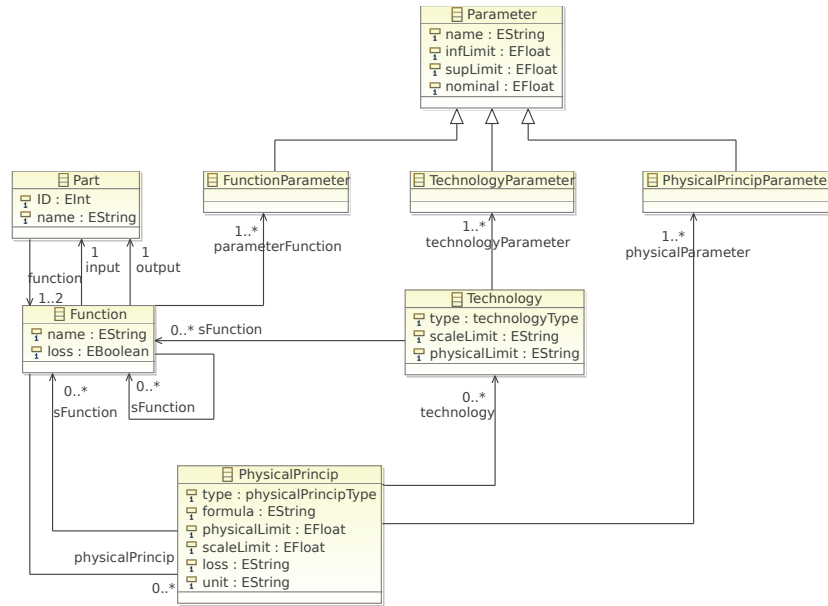 Parameter
name : EString
infLimit : EFloat
supLimit : EFloat
nominal : EFloat
Part
ID : EInt
name : EString
FunctionParameter
TechnologyParameter
PhysicalPrincipParameter
1..*
parameterFunction
1..*
technologyParameter
1..*
physicalParameter
function
1..2
1
input
1
output
Function
name : EString
loss : EBoolean
0..* sFunction
Technology
type : technologyType
scaleLimit : EString
physicalLimit : EString
0..*
sFunction
0..*
sFunction
0..*
technology
PhysicalPrincip
type : physicalPrincipType
formula : EString
physicalLimit : EFloat
scaleLimit : EFloat
loss : EString
unit : EString
physicalPrincip
0..*